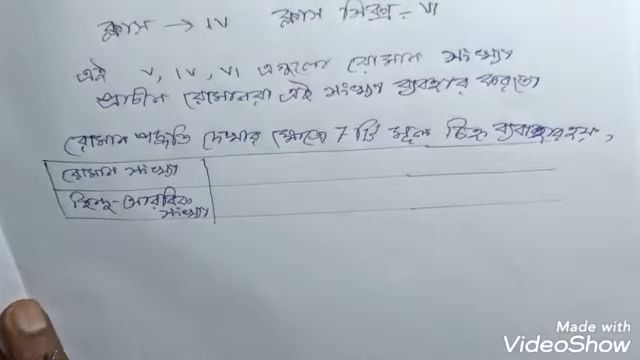 ক্লাস → IV ক্লাস সিক্স - VI
এই V, IV, VI এগুলো রোমান সংখ্যা
প্রাচীন রোমানরা এই সংখ্যা ব্যবহার করতো
রোমান পদ্ধতি লেখার ক্ষেত্রে 7টি মূল চিহ্ন ব্যবহার হয়,
রোমান সংখ্যা
হিন্দু-আরবিক
সংখ্যা
Made with
VideoShow